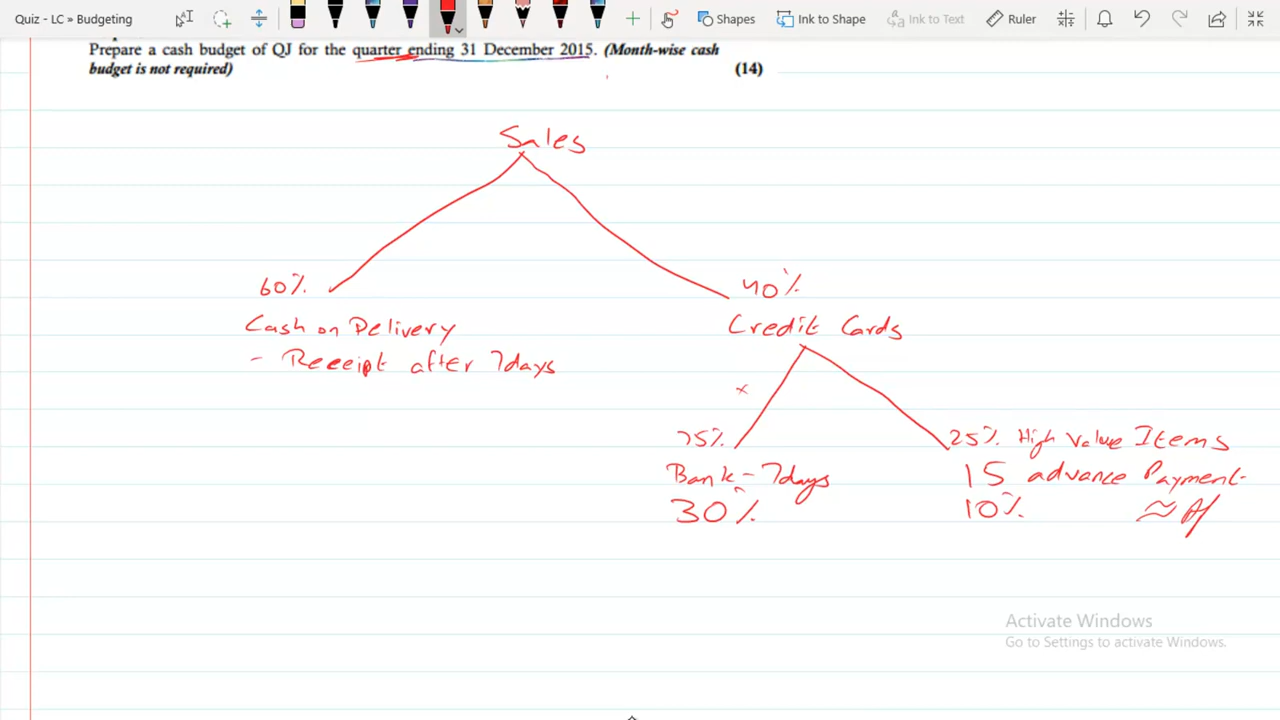 Quiz - LC » Budgeting
Shapes
Ink to Shape
Ink to Text
Ruler
Prepare a cash budget of QJ for the quarter ending 31 December 2015. (Month-wise cash
budget is not required) (14)
Sales
60%
40%
Cash on Delivery
- Receipt after 7days
Credit Cards
75%
25% High Value Items
Bank - 7days
15 advance Payment
30%
10%
Activate Windows
Go to Settings to activate Windows.